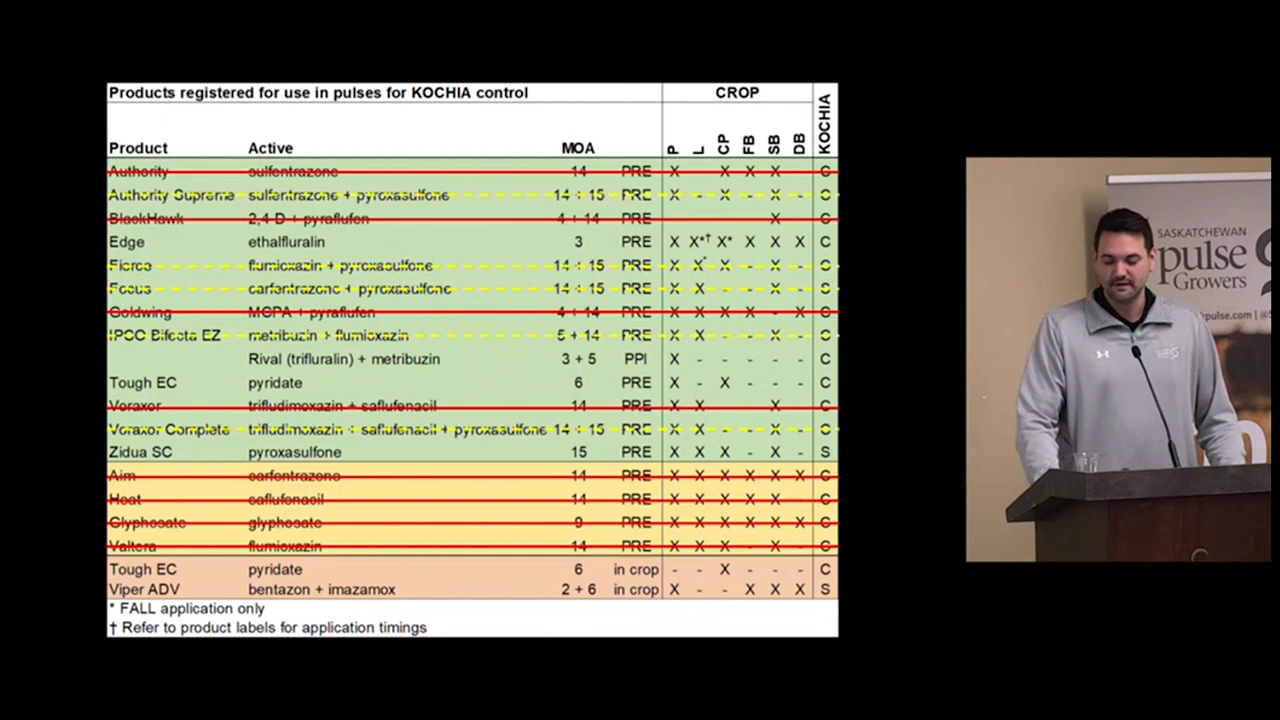 Products registered for use in pulses for KOCHIA control CROP KOCHIA
Product Active MOA P L CP FB SB DB
Authority sulfentrazone 14 PRE X X X X C
Authority Supreme sulfentrazone + pyroxasulfone 14 + 15 PRE X - X - X - C
BlackHawk 2,4-D + pyraflufen 4 + 14 PRE X C
Edge ethalfluralin 3 PRE X X*† X* X X X C
Fierce flumioxazin + pyroxasulfone 14 + 15 PRE X X* X - X - C
Focus carfentrazone + pyroxasulfone 14 + 15 PRE X X - - X - C
Goldwing MCPA + pyraflufen 4 + 14 PRE X X X X - X C
IPCO Bifecta EZ metribuzin + flumioxazin 5 + 14 PRE X X - - X - C
Rival (trifluralin) + metribuzin 3 + 5 PPI X - - - - - C
Tough EC pyridate 6 PRE X - X - - - C
Voraxor trifludimoxazin + saflufenacil 14 PRE X X X C
Voraxor Complete trifludimoxazin + saflufenacil + pyroxasulfone 14 + 15 PRE X X - - X - C
Zidua SC pyroxasulfone 15 PRE X X X - X - S
Aim carfentrazone 14 PRE X X X X X X C
Heat saflufenacil 14 PRE X X X X X C
Glyphosate glyphosate 9 PRE X X X X X X C
Valtera flumioxazin 14 PRE X X X - X - C
Tough EC pyridate 6 in crop - - X - - - C
Viper ADV bentazon + imazamox 2 + 6 in crop X - - X X X S
* FALL application only
† Refer to product labels for application timings
SASKATCHEWAN
pulse
Growers
pulse.com